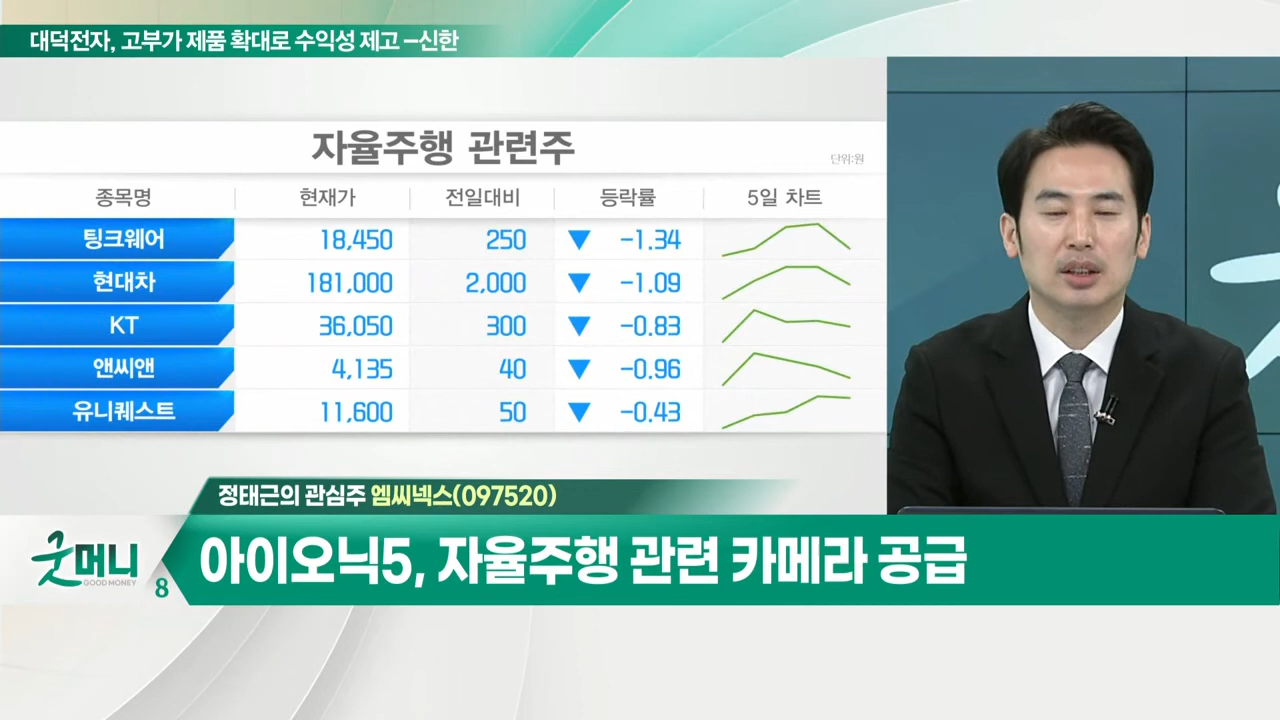 대덕전자, 고부가 제품 확대로 수익성 제고 -신한
자율주행 관련주
단위:원
종목명 현재가 전일대비 등락률 5일 차트
팅크웨어 18,450 250 ▼ -1.34
현대차 181,000 2,000 ▼ -1.09
KT 36,050 300 ▼ -0.83
앤씨앤 4,135 40 ▼ -0.96
유니퀘스트 11,600 50 ▼ -0.43
정태근의 관심주 엠씨넥스(097520)
굿머니
GOOD MONEY
8
아이오닉5, 자율주행 관련 카메라 공급